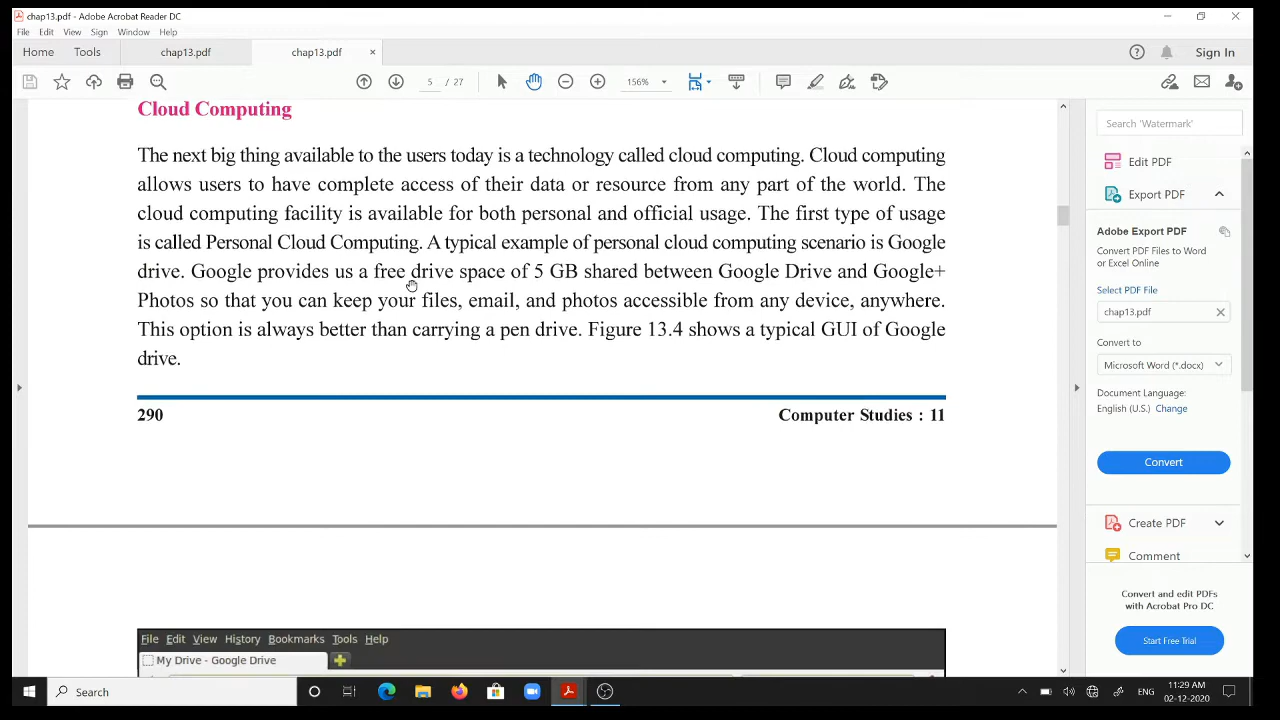 chap13.pdf - Adobe Acrobat Reader DC
File Edit View Sign Window Help
Home Tools chap13.pdf chap13.pdf × Sign In
5 / 27 156%
Cloud Computing
The next big thing available to the users today is a technology called cloud computing. Cloud computing
allows users to have complete access of their data or resource from any part of the world. The
cloud computing facility is available for both personal and official usage. The first type of usage
is called Personal Cloud Computing. A typical example of personal cloud computing scenario is Google
drive. Google provides us a free drive space of 5 GB shared between Google Drive and Google+
Photos so that you can keep your files, email, and photos accessible from any device, anywhere.
This option is always better than carrying a pen drive. Figure 13.4 shows a typical GUI of Google
drive.
290 Computer Studies : 11
File Edit View History Bookmarks Tools Help
My Drive - Google Drive
Search 'Watermark'
Edit PDF
Export PDF
Adobe Export PDF
Convert PDF Files to Word
or Excel Online
Select PDF File
chap13.pdf
Convert to
Microsoft Word (*.docx)
Document Language:
English (U.S.) Change
Convert
Create PDF
Comment
Convert and edit PDFs
with Acrobat Pro DC
Start Free Trial
Search
ENG
11:29 AM
02-12-2020